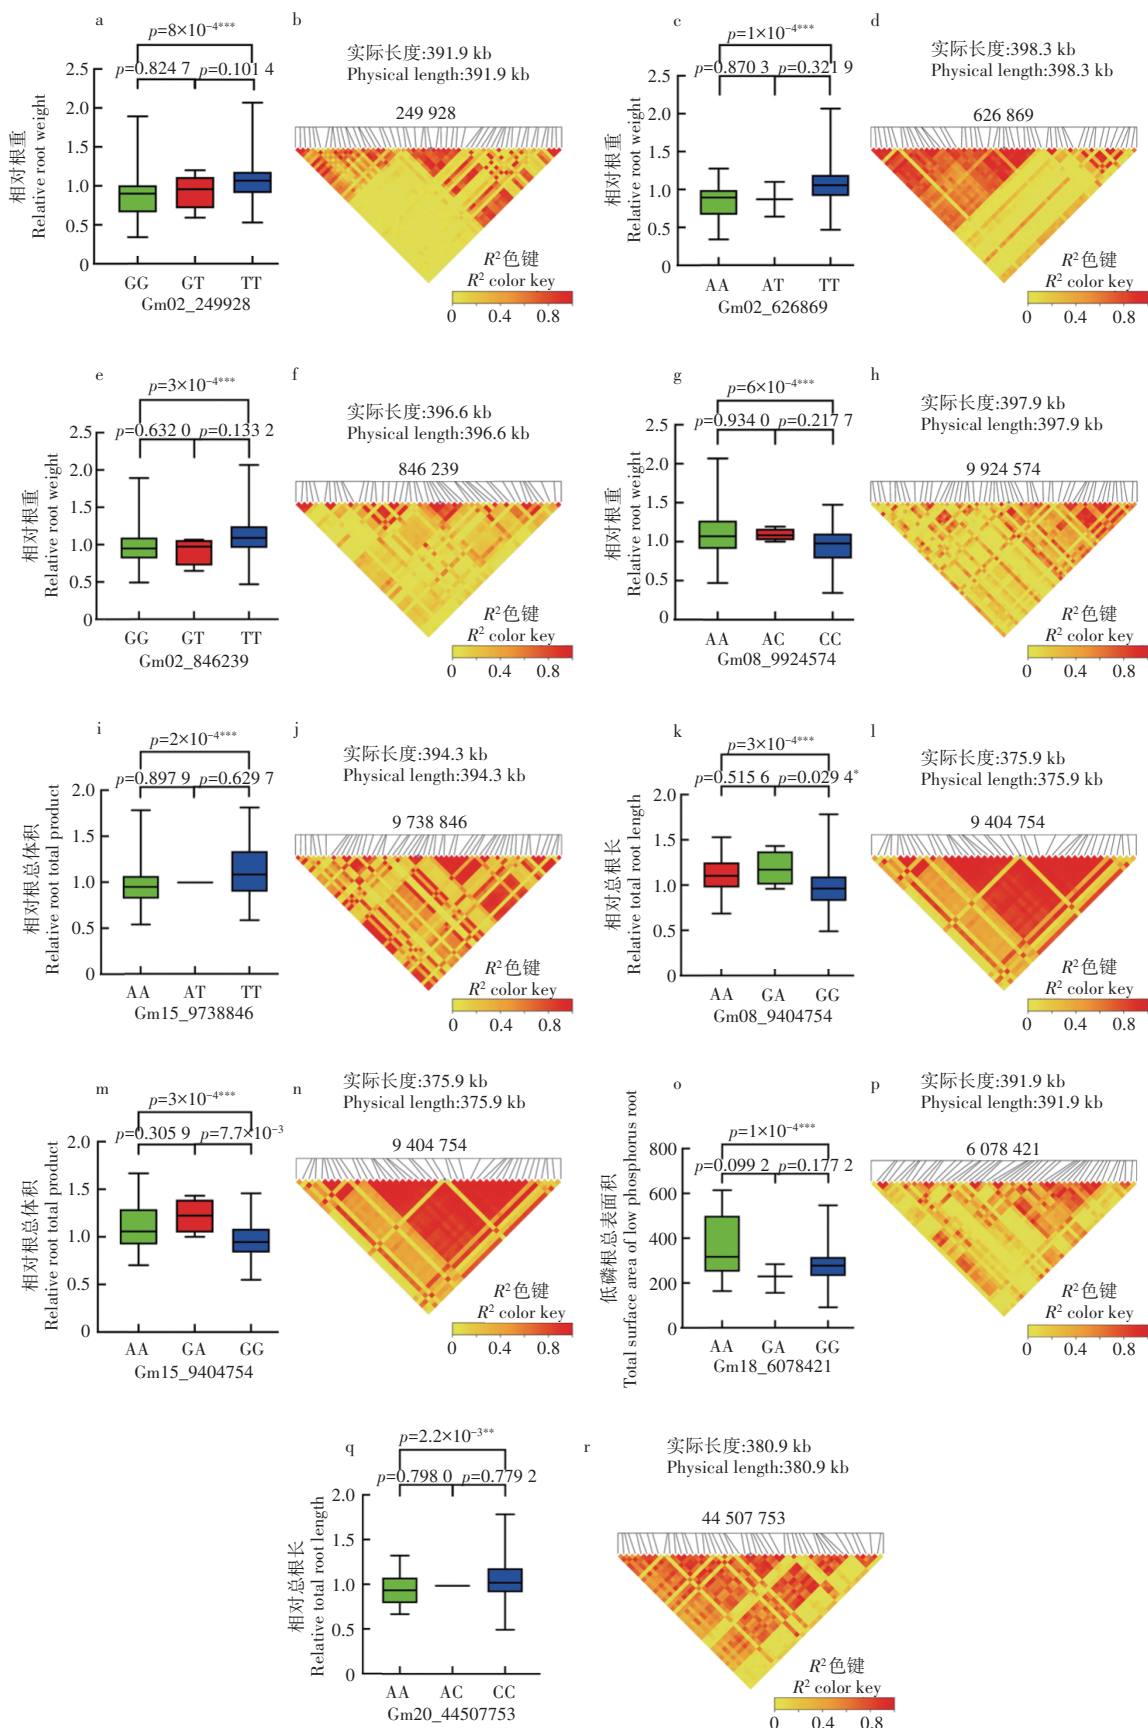 a
p=8×10⁻⁴***
p=0.824 7 p=0.101 4
相对根重
Relative root weight
2.5
2.0
1.5
1.0
0.5
0
GG GT TT
Gm02_249928
b
实际长度:391.9 kb
Physical length:391.9 kb
249 928
R²色键
R² color key
0 0.4 0.8
c
p=1×10⁻⁴***
p=0.870 3 p=0.321 9
相对根重
Relative root weight
2.5
2.0
1.5
1.0
0.5
0
AA AT TT
Gm02_626869
d
实际长度:398.3 kb
Physical length:398.3 kb
626 869
R²色键
R² color key
0 0.4 0.8
e
p=3×10⁻⁴***
p=0.632 0 p=0.133 2
相对根重
Relative root weight
2.5
2.0
1.5
1.0
0.5
0
GG GT TT
Gm02_846239
f
实际长度:396.6 kb
Physical length:396.6 kb
846 239
R²色键
R² color key
0 0.4 0.8
g
p=6×10⁻⁴***
p=0.934 0 p=0.217 7
相对根重
Relative root weight
2.5
2.0
1.5
1.0
0.5
0
AA AC CC
Gm08_9924574
h
实际长度:397.9 kb
Physical length:397.9 kb
9 924 574
R²色键
R² color key
0 0.4 0.8
i
p=2×10⁻⁴***
p=0.897 9 p=0.629 7
相对根总体积
Relative root total product
2.0
1.5
1.0
0.5
0
AA AT TT
Gm15_9738846
j
实际长度:394.3 kb
Physical length:394.3 kb
9 738 846
R²色键
R² color key
0 0.4 0.8
k
p=3×10⁻⁴***
p=0.515 6 p=0.029 4*
相对总根长
Relative total root length
2.0
1.5
1.0
0.5
0
AA GA GG
Gm08_9404754
l
实际长度:375.9 kb
Physical length:375.9 kb
9 404 754
R²色键
R² color key
0 0.4 0.8
m
p=3×10⁻⁴***
p=0.305 9 p=7.7×10⁻³
相对根总体积
Relative root total product
2.0
1.5
1.0
0.5
0
AA GA GG
Gm15_9404754
n
实际长度:375.9 kb
Physical length:375.9 kb
9 404 754
R²色键
R² color key
0 0.4 0.8
o
p=1×10⁻⁴***
p=0.099 2 p=0.177 2
低磷根总表面积
Total surface area of low phosphorus root
800
600
400
200
0
AA GA GG
Gm18_6078421
p
实际长度:391.9 kb
Physical length:391.9 kb
6 078 421
R²色键
R² color key
0 0.4 0.8
q
p=2.2×10⁻³**
p=0.798 0 p=0.779 2
相对总根长
Relative total root length
2.0
1.5
1.0
0.5
0
AA AC CC
Gm20_44507753
r
实际长度:380.9 kb
Physical length:380.9 kb
44 507 753
R²色键
R² color key
0 0.4 0.8